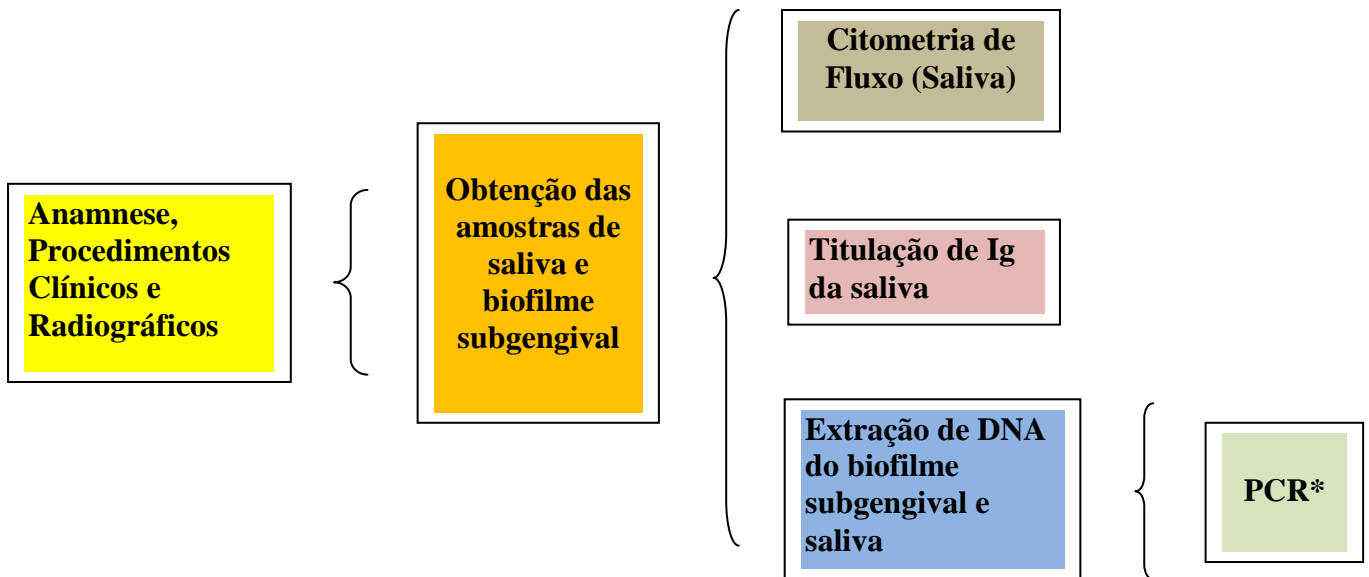 Anamnese,
Procedimentos
Clínicos e
Radiográficos
Obtenção das
amostras de
saliva e
biofilme
subgengival
Citometria de
Fluxo (Saliva)
Titulação de Ig
da saliva
Extração de DNA
do biofilme
subgengival e
saliva
PCR*